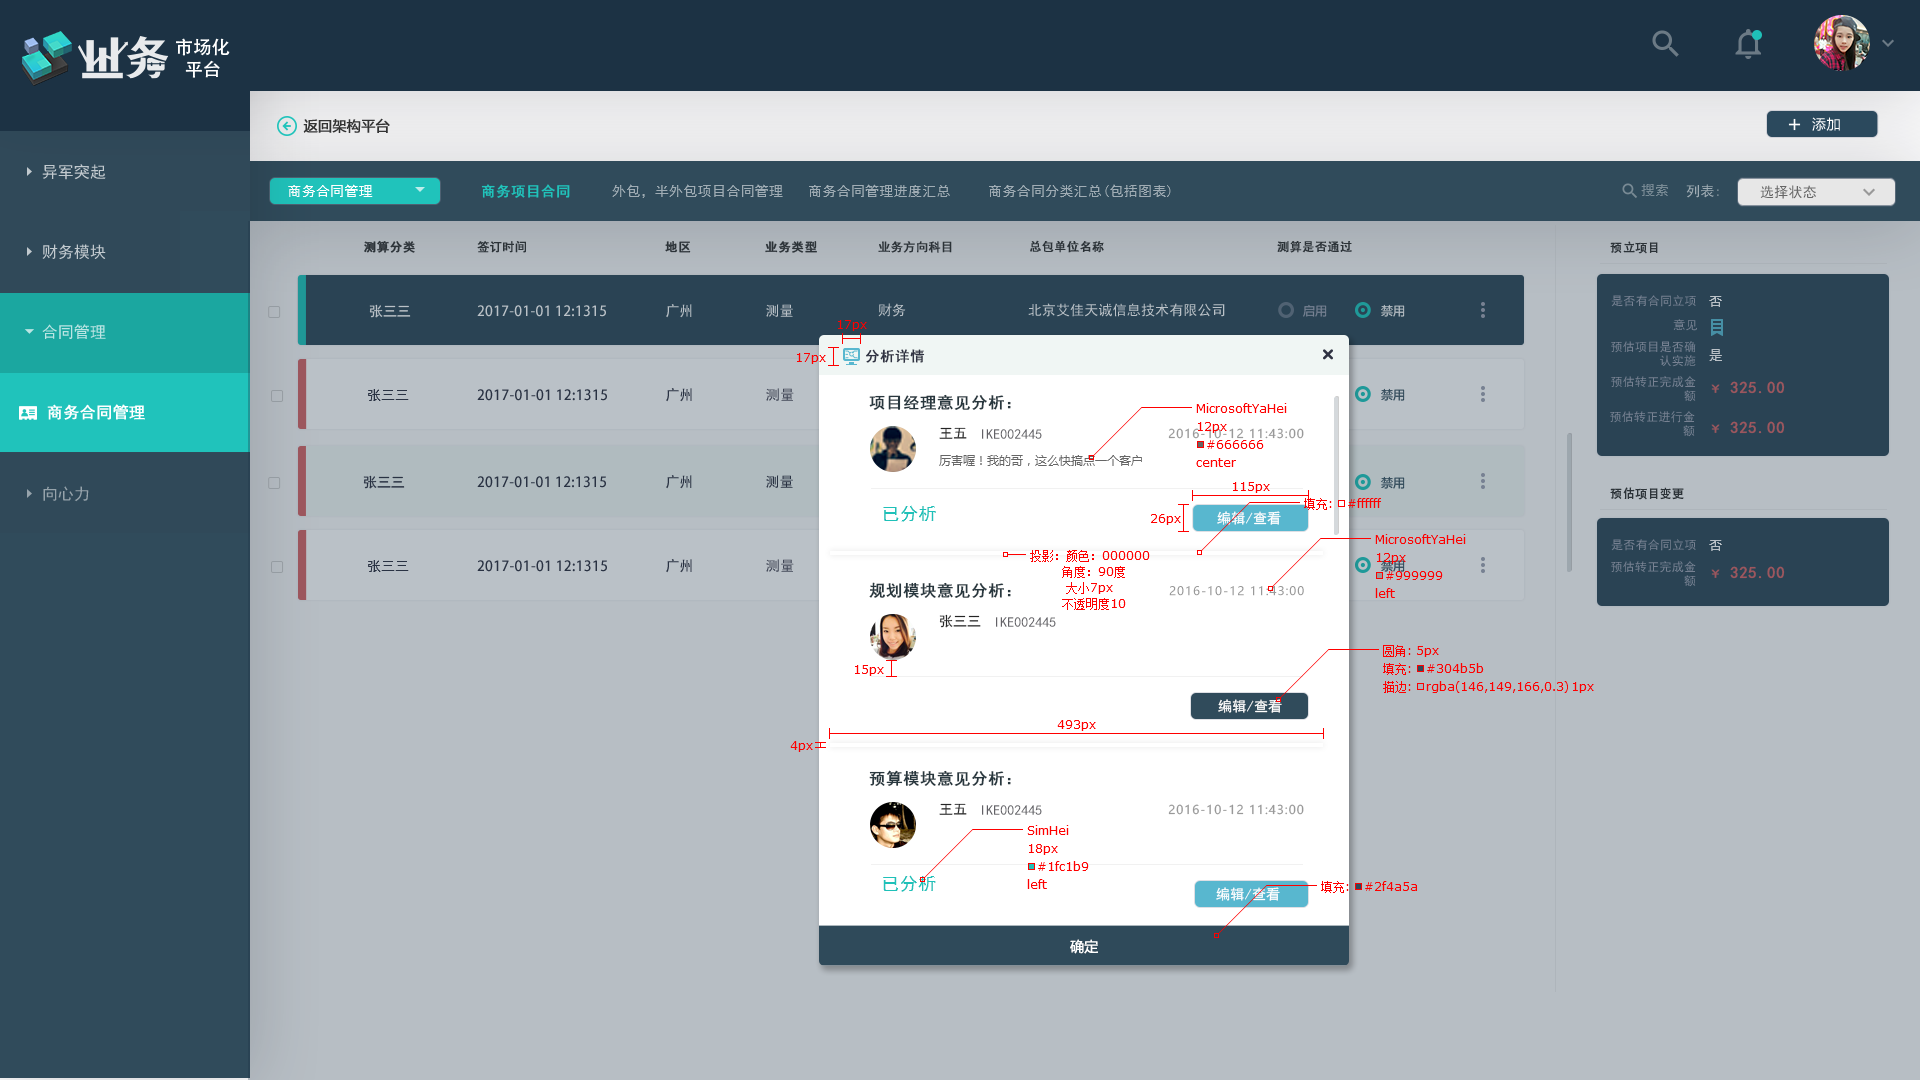 业务 市场化
平台
返回架构平台
＋ 添加
异军突起
财务模块
合同管理
商务合同管理
向心力
商务合同管理
商务项目合同
外包，半外包项目合同管理
商务合同管理进度汇总
商务合同分类汇总(包括图表)
搜索
列表：
选择状态
测算分类 签订时间 地区 业务类型 业务方向科目 总包单位名称 测算是否通过
张三三 2017-01-01 12:1315 广州 测量 财务 北京艾佳天诚信息技术有限公司 启用 禁用
张三三 2017-01-01 12:1315 广州 测量 禁用
张三三 2017-01-01 12:1315 广州 测量 禁用
张三三 2017-01-01 12:1315 广州 测量 禁用
预立项目
是否有合同立项 否
意见
预估项目是否确
认实施 是
预估转正完成金
额 ¥ 325.00
预估转正进行金
额 ¥ 325.00
预估项目变更
是否有合同立项 否
预估转正完成金
额 ¥ 325.00
17px
17px
分析详情
项目经理意见分析：
王五 IKE002445 2016-10-12 11:43:00
厉害喔！我的哥，这么快搞点一个客户
MicrosoftYaHei
12px
#666666
center
已分析
115px
26px
编辑/查看
填充： #ffffff
投影：颜色：000000
角度：90度
大小7px
不透明度10
MicrosoftYaHei
12px
#999999
left
规划模块意见分析：
2016-10-12 11:43:00
张三三 IKE002445
15px
编辑/查看
圆角：5px
填充： #304b5b
描边： rgba(146,149,166,0.3) 1px
493px
4px
预算模块意见分析：
王五 IKE002445 2016-10-12 11:43:00
SimHei
18px
#1fc1b9
left
已分析
编辑/查看
填充： #2f4a5a
确定